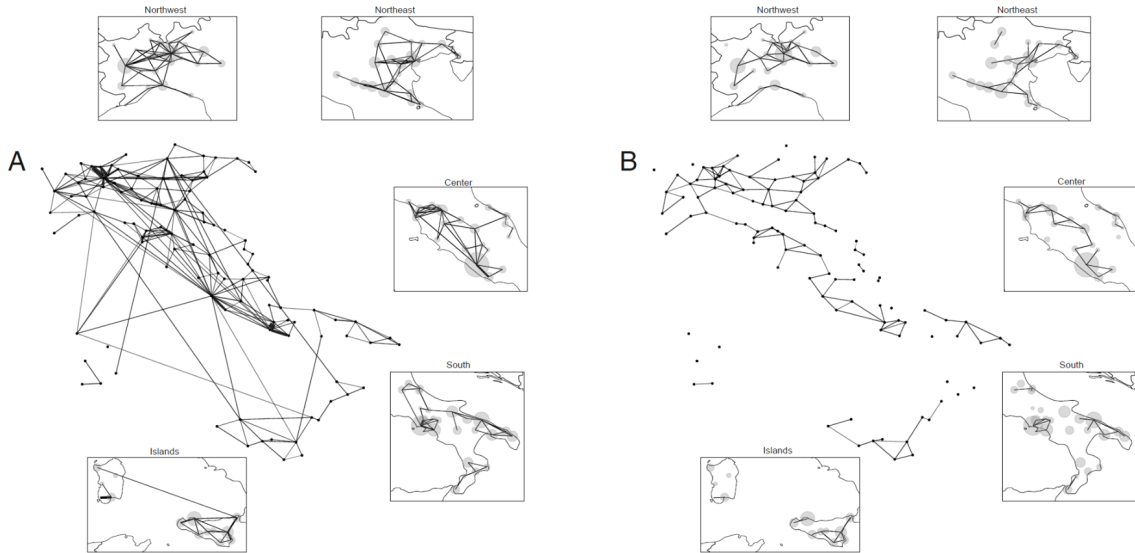 Northwest
Northeast
A
Center
South
Islands
Northwest
Northeast
B
Center
South
Islands